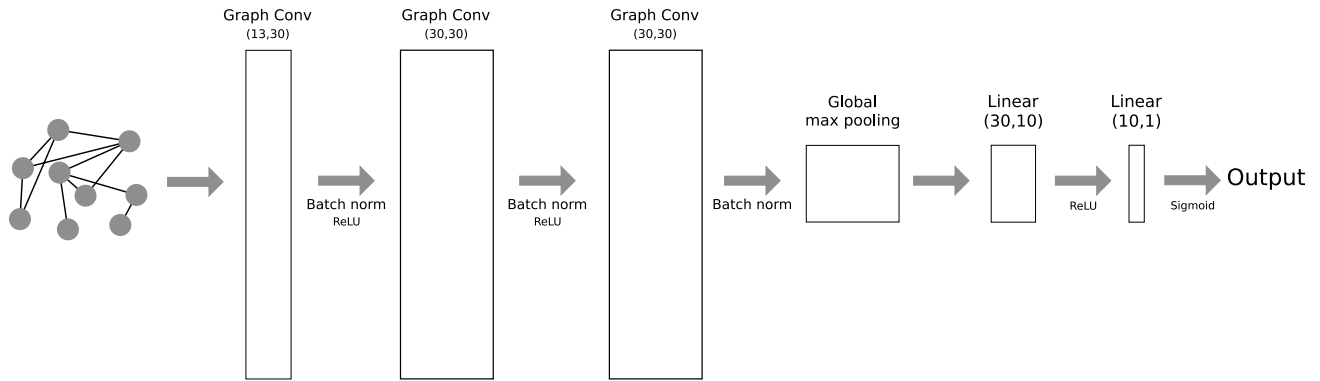 Graph Conv
(13,30)
Graph Conv
(30,30)
Graph Conv
(30,30)
Batch norm
ReLU
Batch norm
ReLU
Batch norm
Global
max pooling
Linear
(30,10)
ReLU
Linear
(10,1)
Sigmoid
Output